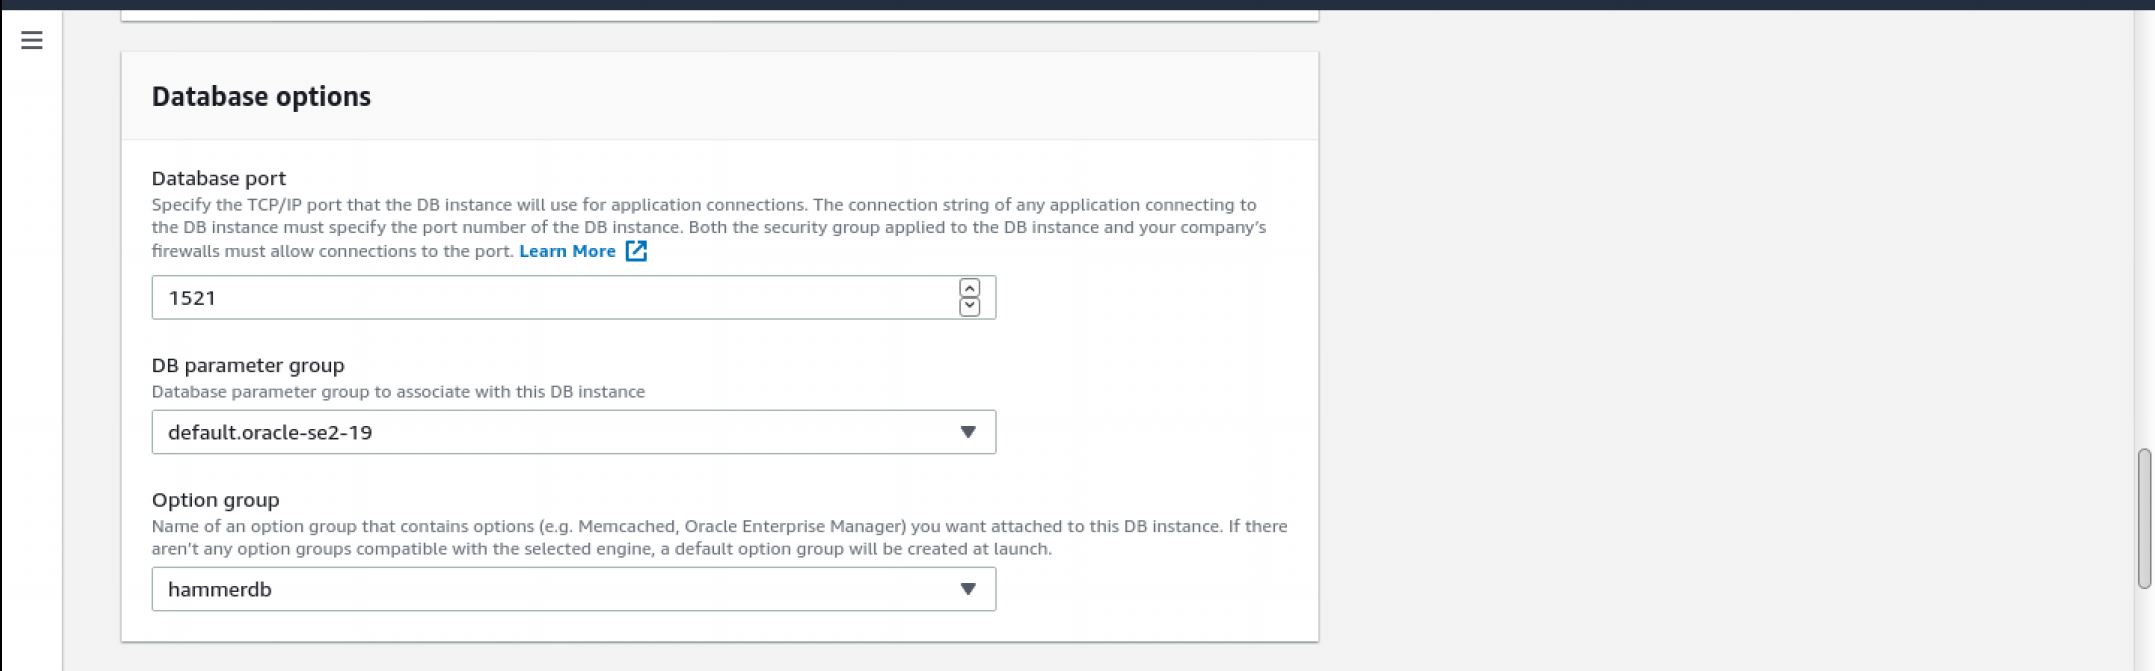 Database options
Database port
Specify the TCP/IP port that the DB instance will use for application connections. The connection string of any application connecting to
the DB instance must specify the port number of the DB instance. Both the security group applied to the DB instance and your company's
firewalls must allow connections to the port. Learn More
1521
DB parameter group
Database parameter group to associate with this DB instance
default.oracle-se2-19
Option group
Name of an option group that contains options (e.g. Memcached, Oracle Enterprise Manager) you want attached to this DB instance. If there
aren't any option groups compatible with the selected engine, a default option group will be created at launch.
hammerdb